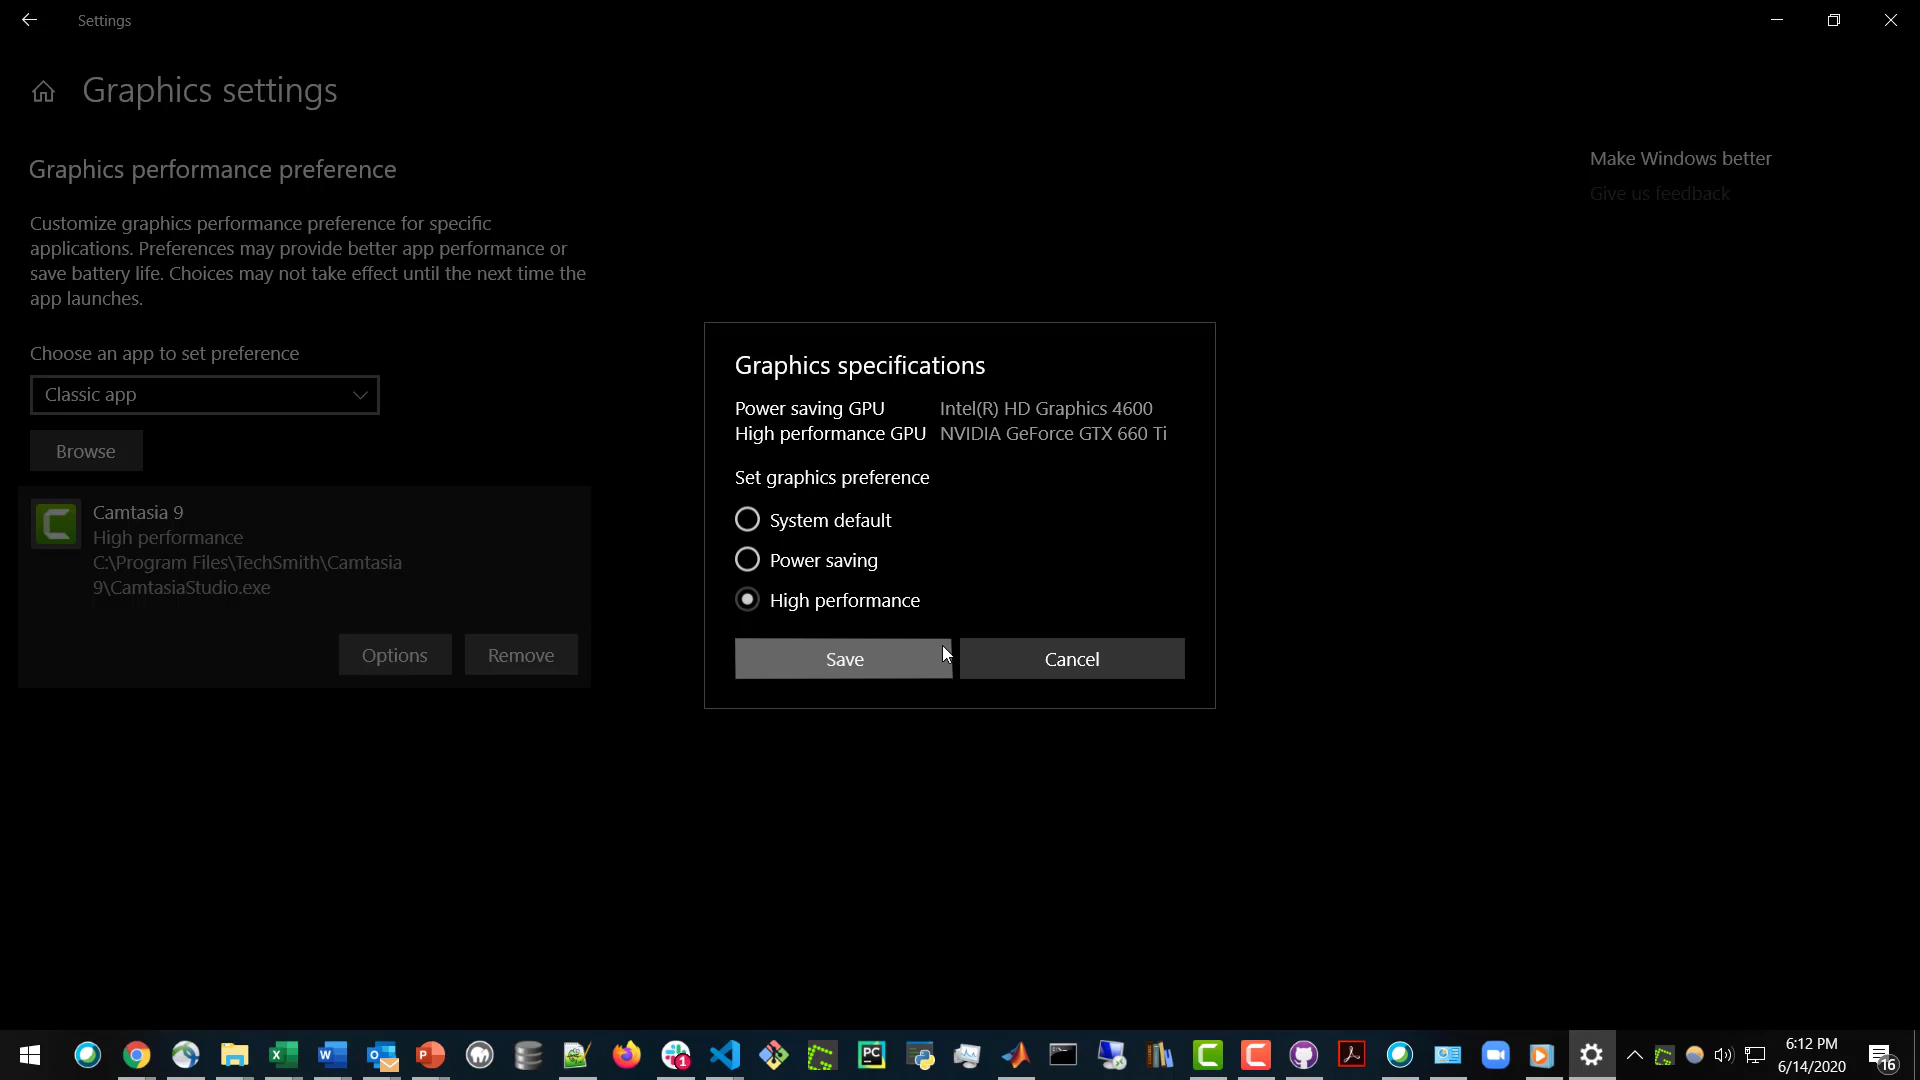 Settings
Graphics settings
Graphics performance preference
Customize graphics performance preference for specific
applications. Preferences may provide better app performance or
save battery life. Choices may not take effect until the next time the
app launches.
Choose an app to set preference
Classic app
Browse
Camtasia 9
High performance
C:\Program Files\TechSmith\Camtasia
9\CamtasiaStudio.exe
Options
Remove
Make Windows better
Give us feedback
Graphics specifications
Power saving GPU Intel(R) HD Graphics 4600
High performance GPU NVIDIA GeForce GTX 660 Ti
Set graphics preference
System default
Power saving
High performance
Save
Cancel
PC
1
6:12 PM
6/14/2020
16